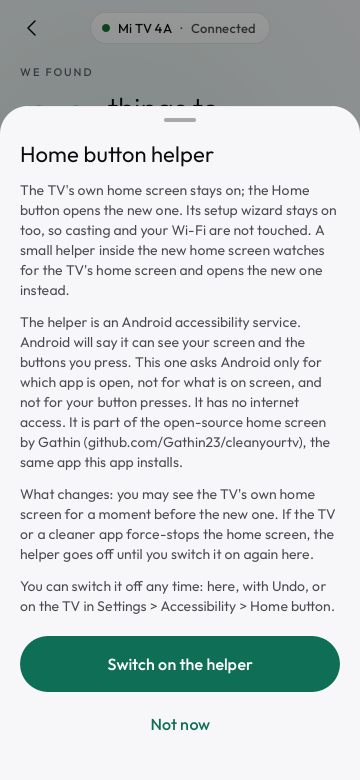 Mi TV 4A · Connected
WE FOUND
things to
Home button helper
The TV's own home screen stays on; the Home
button opens the new one. Its setup wizard stays on
too, so casting and your Wi-Fi are not touched. A
small helper inside the new home screen watches
for the TV's home screen and opens the new one
instead.
The helper is an Android accessibility service.
Android will say it can see your screen and the
buttons you press. This one asks Android only for
which app is open, not for what is on screen, and
not for your button presses. It has no internet
access. It is part of the open-source home screen
by Gathin (github.com/Gathin23/cleanyourtv), the
same app this app installs.
What changes: you may see the TV's own home
screen for a moment before the new one. If the TV
or a cleaner app force-stops the home screen, the
helper goes off until you switch it on again here.
You can switch it off any time: here, with Undo, or
on the TV in Settings > Accessibility > Home button.
Switch on the helper
Not now